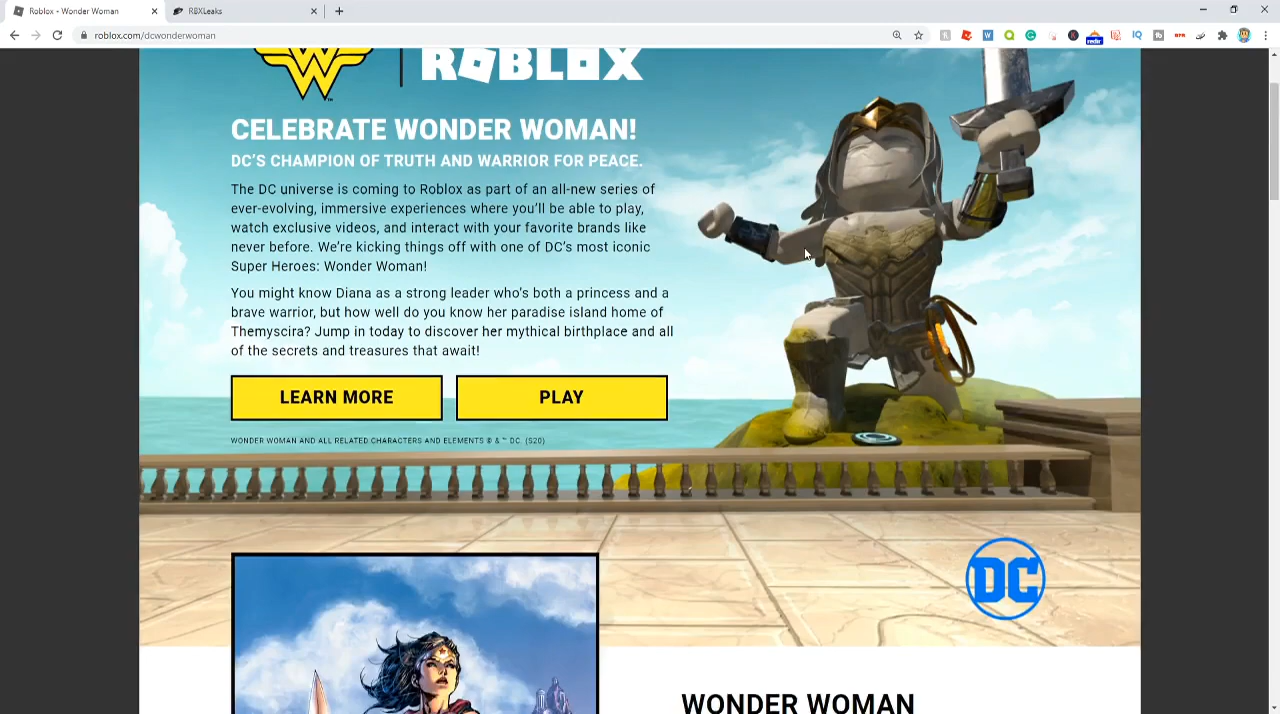 Roblox - Wonder Woman
RBXLeaks
roblox.com/dcwonderwoman
W
IQ
ROBLOX
CELEBRATE WONDER WOMAN!
DC'S CHAMPION OF TRUTH AND WARRIOR FOR PEACE.
The DC universe is coming to Roblox as part of an all-new series of
ever-evolving, immersive experiences where you'll be able to play,
watch exclusive videos, and interact with your favorite brands like
never before. We're kicking things off with one of DC's most iconic
Super Heroes: Wonder Woman!
You might know Diana as a strong leader who's both a princess and a
brave warrior, but how well do you know her paradise island home of
Themyscira? Jump in today to discover her mythical birthplace and all
of the secrets and treasures that await!
LEARN MORE PLAY
WONDER WOMAN AND ALL RELATED CHARACTERS AND ELEMENTS © & ™ DC. (S20)
DC
WONDER WOMAN